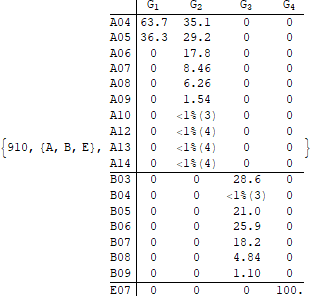 G1 G2 G3 G4
A04 63.7 35.1 0 0
A05 36.3 29.2 0 0
A06 0 17.8 0 0
A07 0 8.46 0 0
A08 0 6.26 0 0
A09 0 1.54 0 0
A10 0 <1%(3) 0 0
A12 0 <1%(4) 0 0
{910, {A, B, E}, A13 0 <1%(4) 0 0 }
A14 0 <1%(4) 0 0
B03 0 0 28.6 0
B04 0 0 <1%(3) 0
B05 0 0 21.0 0
B06 0 0 25.9 0
B07 0 0 18.2 0
B08 0 0 4.84 0
B09 0 0 1.10 0
E07 0 0 0 100.